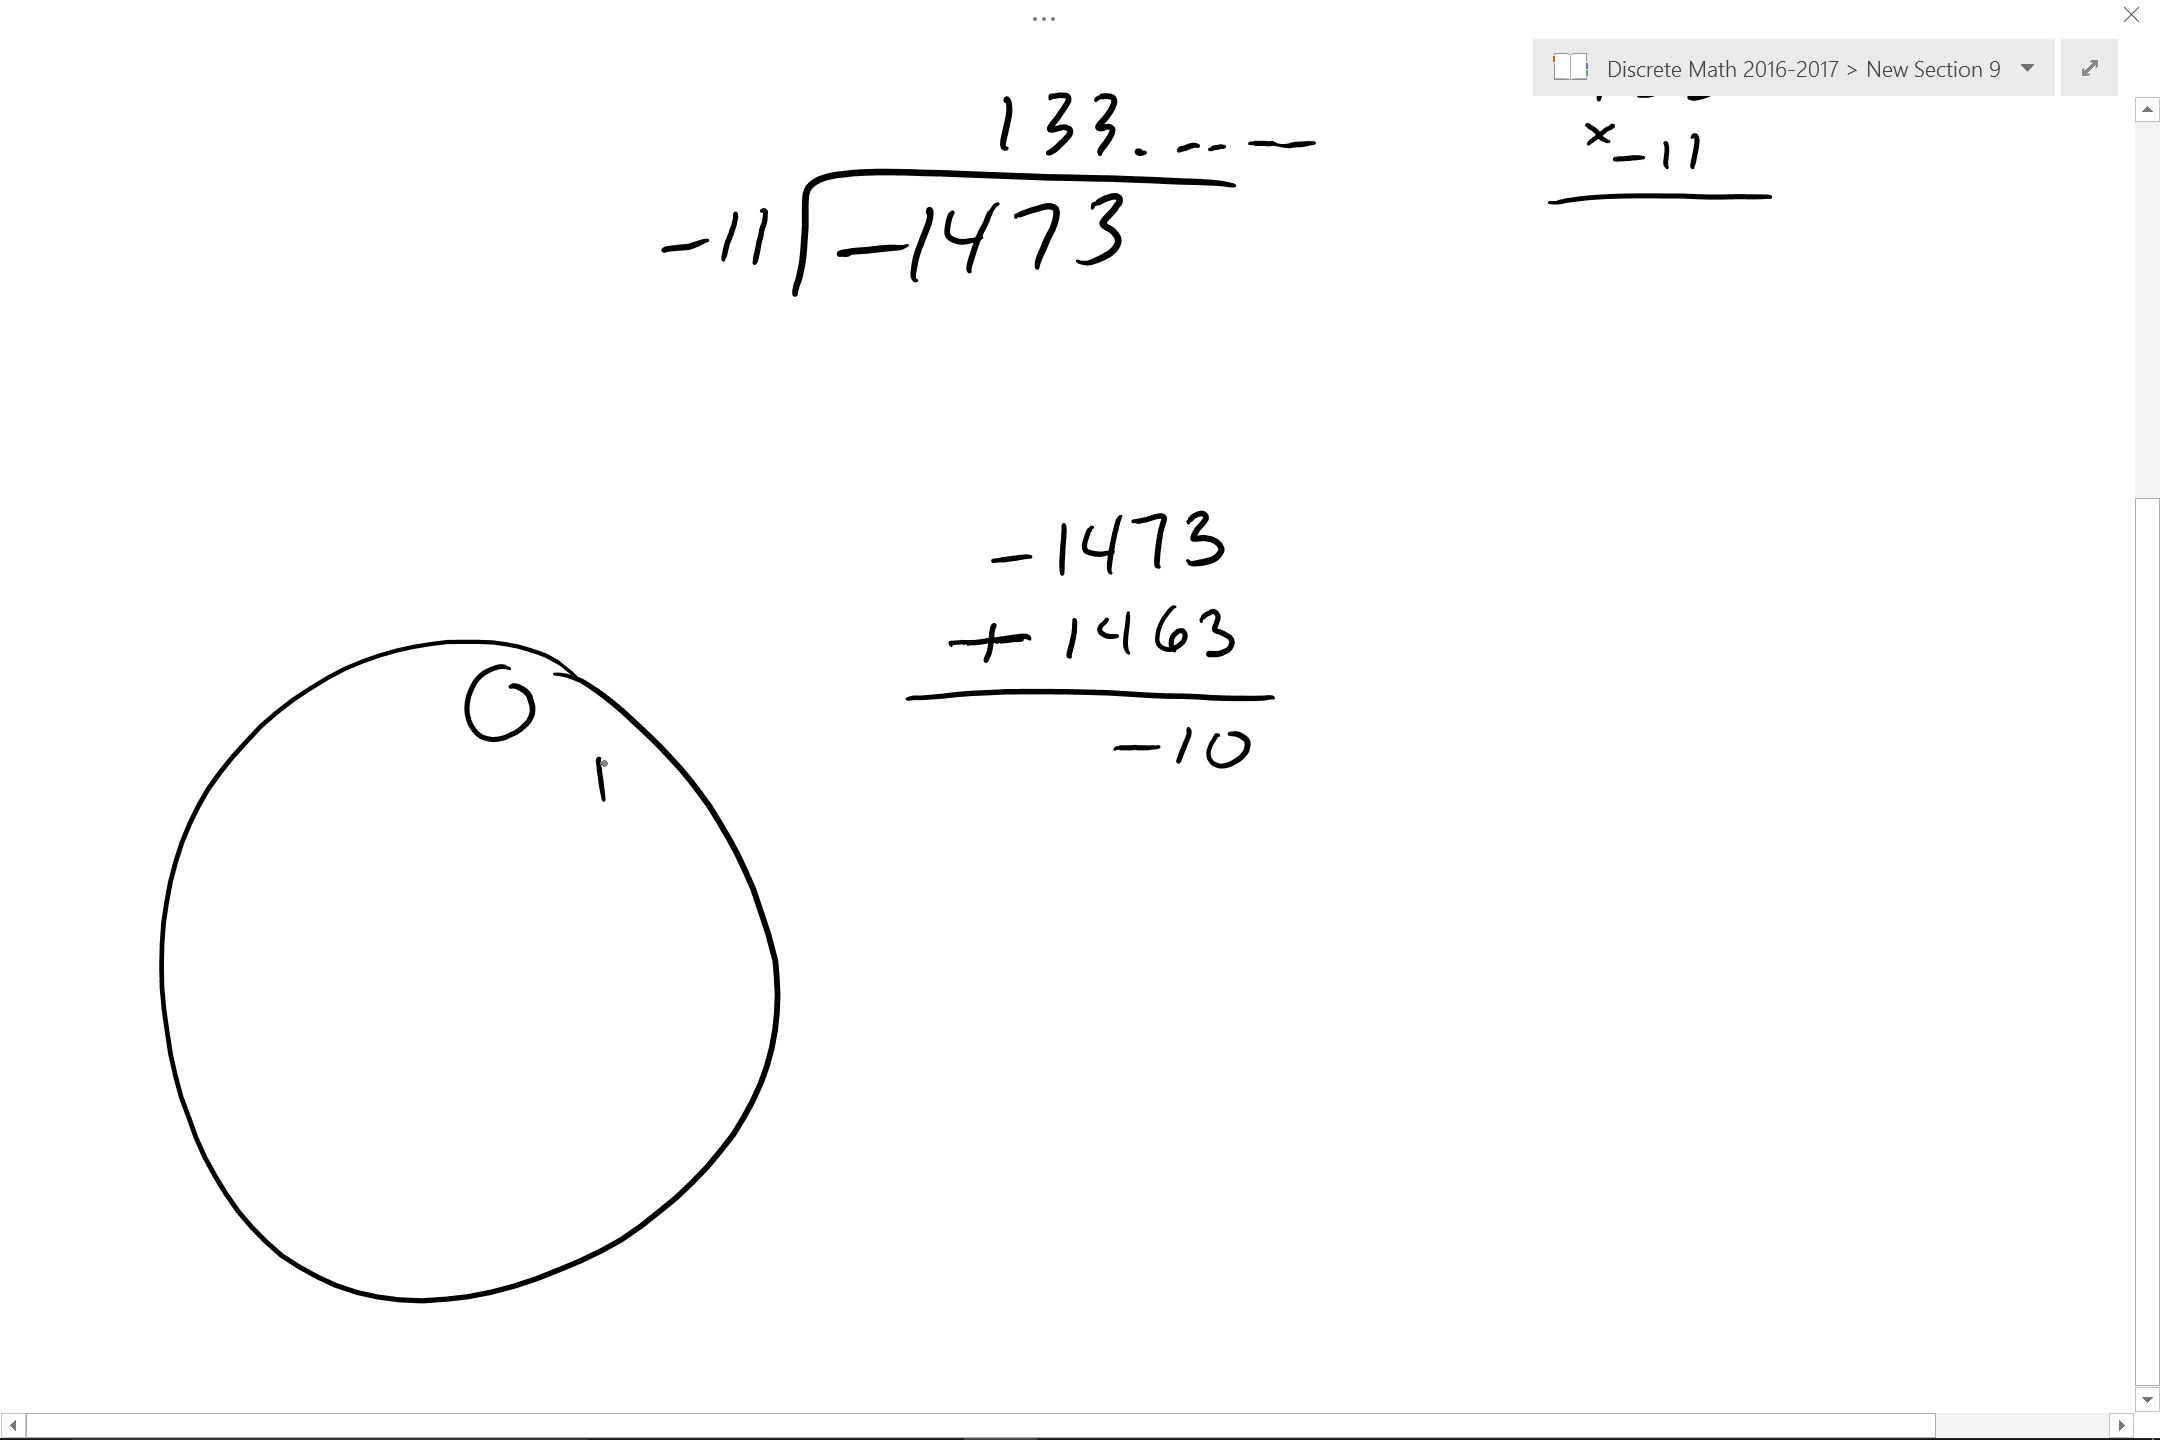 Discrete Math 2016-2017 > New Section 9
133. -- —
-11 -1473
x -11
-1473
+ 1463
-10
0
1